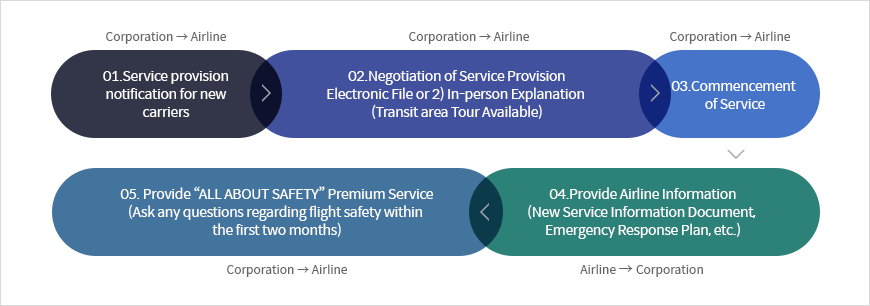 Corporation → Airline
Corporation → Airline
Corporation → Airline
01.Service provision
notification for new
carriers
02.Negotiation of Service Provision
Electronic File or 2) In-person Explanation
(Transit area Tour Available)
03.Commencement
of Service
05. Provide “ALL ABOUT SAFETY” Premium Service
(Ask any questions regarding flight safety within
the first two months)
04.Provide Airline Information
(New Service Information Document,
Emergency Response Plan, etc.)
Corporation → Airline
Airline → Corporation